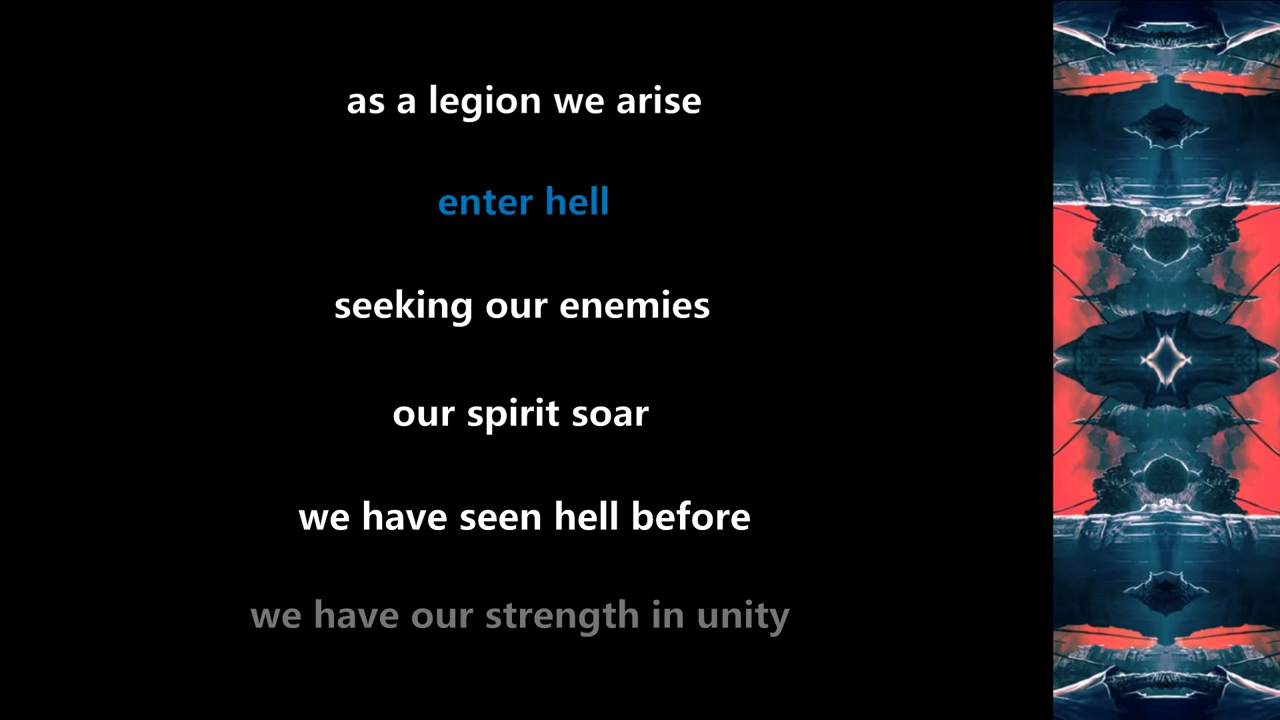 as a legion we arise
enter hell
seeking our enemies
our spirit soar
we have seen hell before
we have our strength in unity